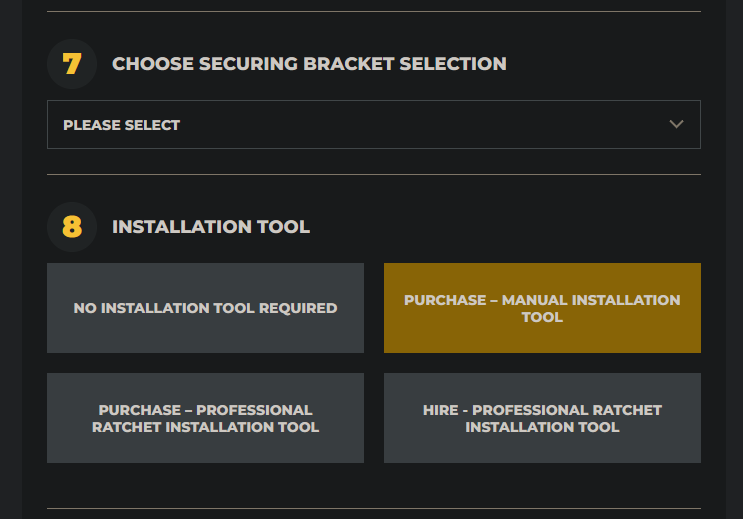 7
CHOOSE SECURING BRACKET SELECTION
PLEASE SELECT
8
INSTALLATION TOOL
NO INSTALLATION TOOL REQUIRED
PURCHASE – MANUAL INSTALLATION
TOOL
PURCHASE – PROFESSIONAL
RATCHET INSTALLATION TOOL
HIRE - PROFESSIONAL RATCHET
INSTALLATION TOOL